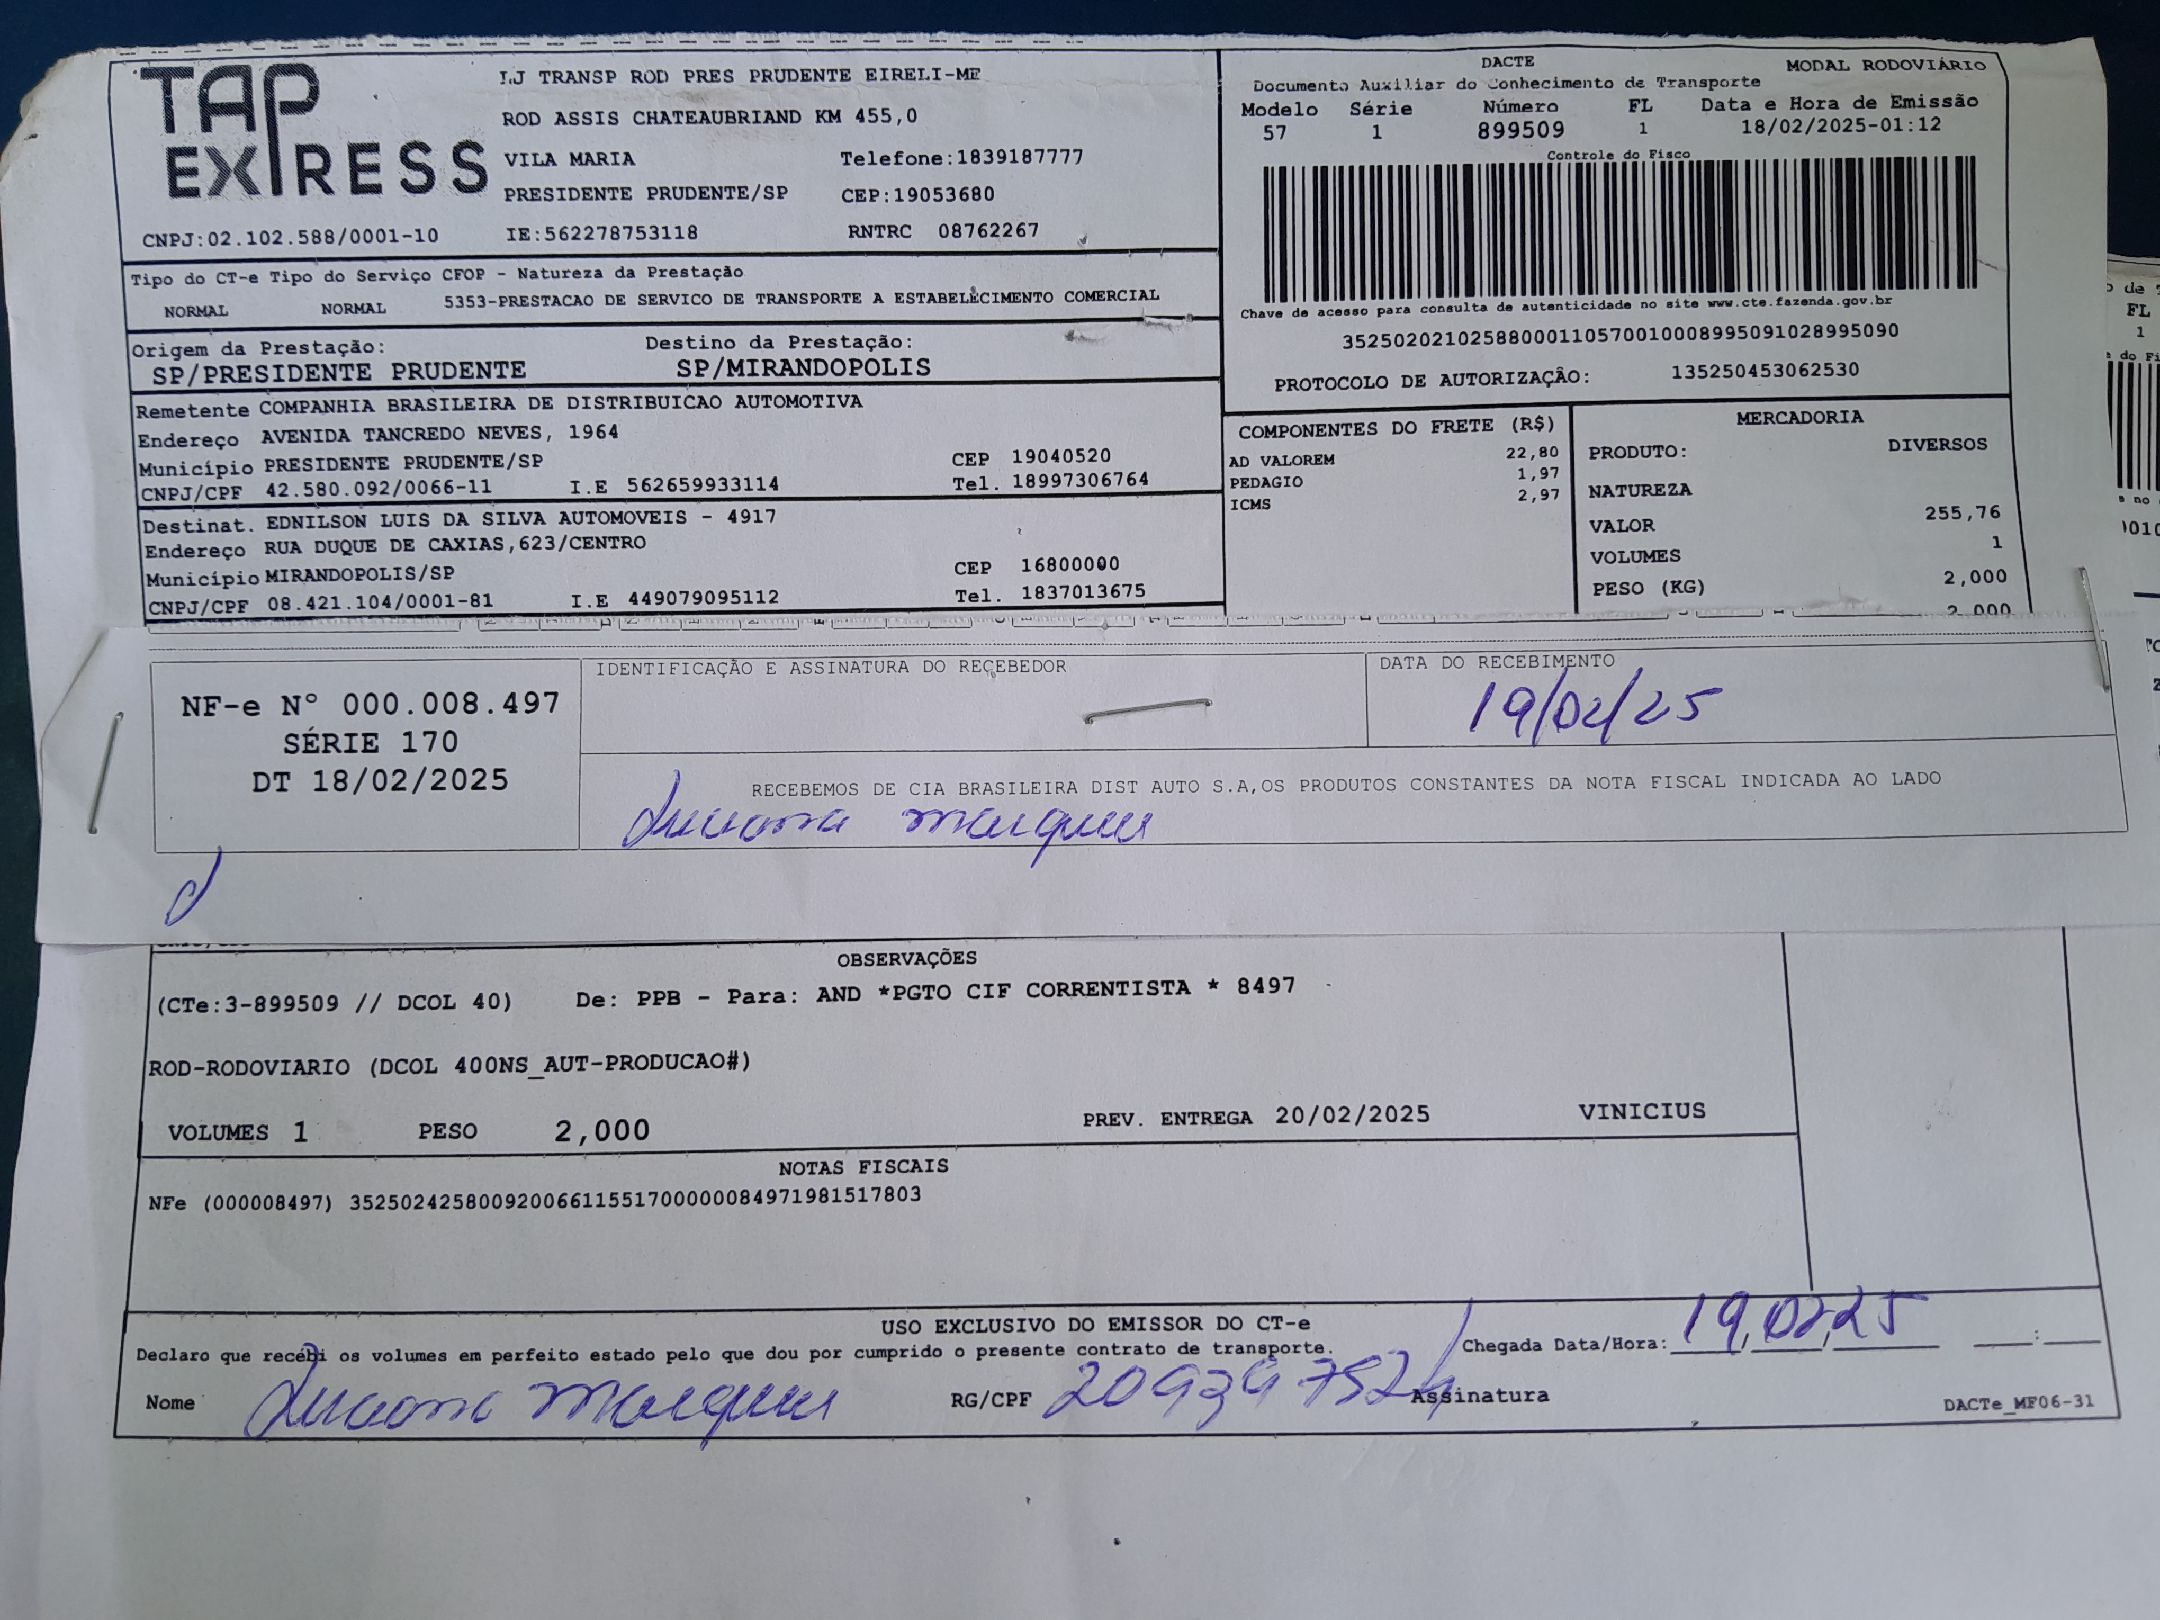 TAP EXPRESS
LJ TRANSP ROD PRES PRUDENTE EIRELI-ME
ROD ASSIS CHATEAUBRIAND KM 455,0
VILA MARIA Telefone:1839187777
PRESIDENTE PRUDENTE/SP CEP:19053680
CNPJ:02.102.588/0001-10 IE:562278753118 RNTRC 08762267
DACTE MODAL RODOVIÁRIO
Documento Auxiliar do Conhecimento de Transporte
Modelo Série Número FL Data e Hora de Emissão
57 1 899509 1 18/02/2025-01:12
Controle do Fisco
Chave de acesso para consulta de autenticidade no site www.cte.fazenda.gov.br
35250202102588000110570010008995091028995090
PROTOCOLO DE AUTORIZAÇÃO: 135250453062530
Tipo do CT-e Tipo do Serviço CFOP - Natureza da Prestação
NORMAL NORMAL 5353-PRESTACAO DE SERVICO DE TRANSPORTE A ESTABELECIMENTO COMERCIAL
Origem da Prestação: Destino da Prestação:
SP/PRESIDENTE PRUDENTE SP/MIRANDOPOLIS
Remetente COMPANHIA BRASILEIRA DE DISTRIBUICAO AUTOMOTIVA
Endereço AVENIDA TANCREDO NEVES, 1964
Município PRESIDENTE PRUDENTE/SP CEP 19040520
CNPJ/CPF 42.580.092/0066-11 I.E 562659933114 Tel. 18997306764
Destinat. EDNILSON LUIS DA SILVA AUTOMOVEIS - 4917
Endereço RUA DUQUE DE CAXIAS,623/CENTRO
Município MIRANDOPOLIS/SP CEP 16800000
CNPJ/CPF 08.421.104/0001-81 I.E 449079095112 Tel. 1837013675
COMPONENTES DO FRETE (R$)
AD VALOREM 22,80
PEDAGIO 1,97
ICMS 2,97
MERCADORIA
PRODUTO: DIVERSOS
NATUREZA
VALOR 255,76
VOLUMES 1
PESO (KG) 2,000
2,000
NF-e Nº 000.008.497
SÉRIE 170
DT 18/02/2025
IDENTIFICAÇÃO E ASSINATURA DO RECEBEDOR
DATA DO RECEBIMENTO
19/02/25
RECEBEMOS DE CIA BRASILEIRA DIST AUTO S.A,OS PRODUTOS CONSTANTES DA NOTA FISCAL INDICADA AO LADO
Luciana Marques
OBSERVAÇÕES
(CTe:3-899509 // DCOL 40) De: PPB - Para: AND *PGTO CIF CORRENTISTA * 8497
ROD-RODOVIARIO (DCOL 400NS_AUT-PRODUCAO#)
VOLUMES 1 PESO 2,000 PREV. ENTREGA 20/02/2025 VINICIUS
NOTAS FISCAIS
NFe (000008497) 35250242580092006611551700000084971981517803
USO EXCLUSIVO DO EMISSOR DO CT-e
Declaro que recebi os volumes em perfeito estado pelo que dou por cumprido o presente contrato de transporte.
Chegada Data/Hora: 19,02,25 :
Nome Luciana Marques RG/CPF Assinatura
DACTe_MF06-31